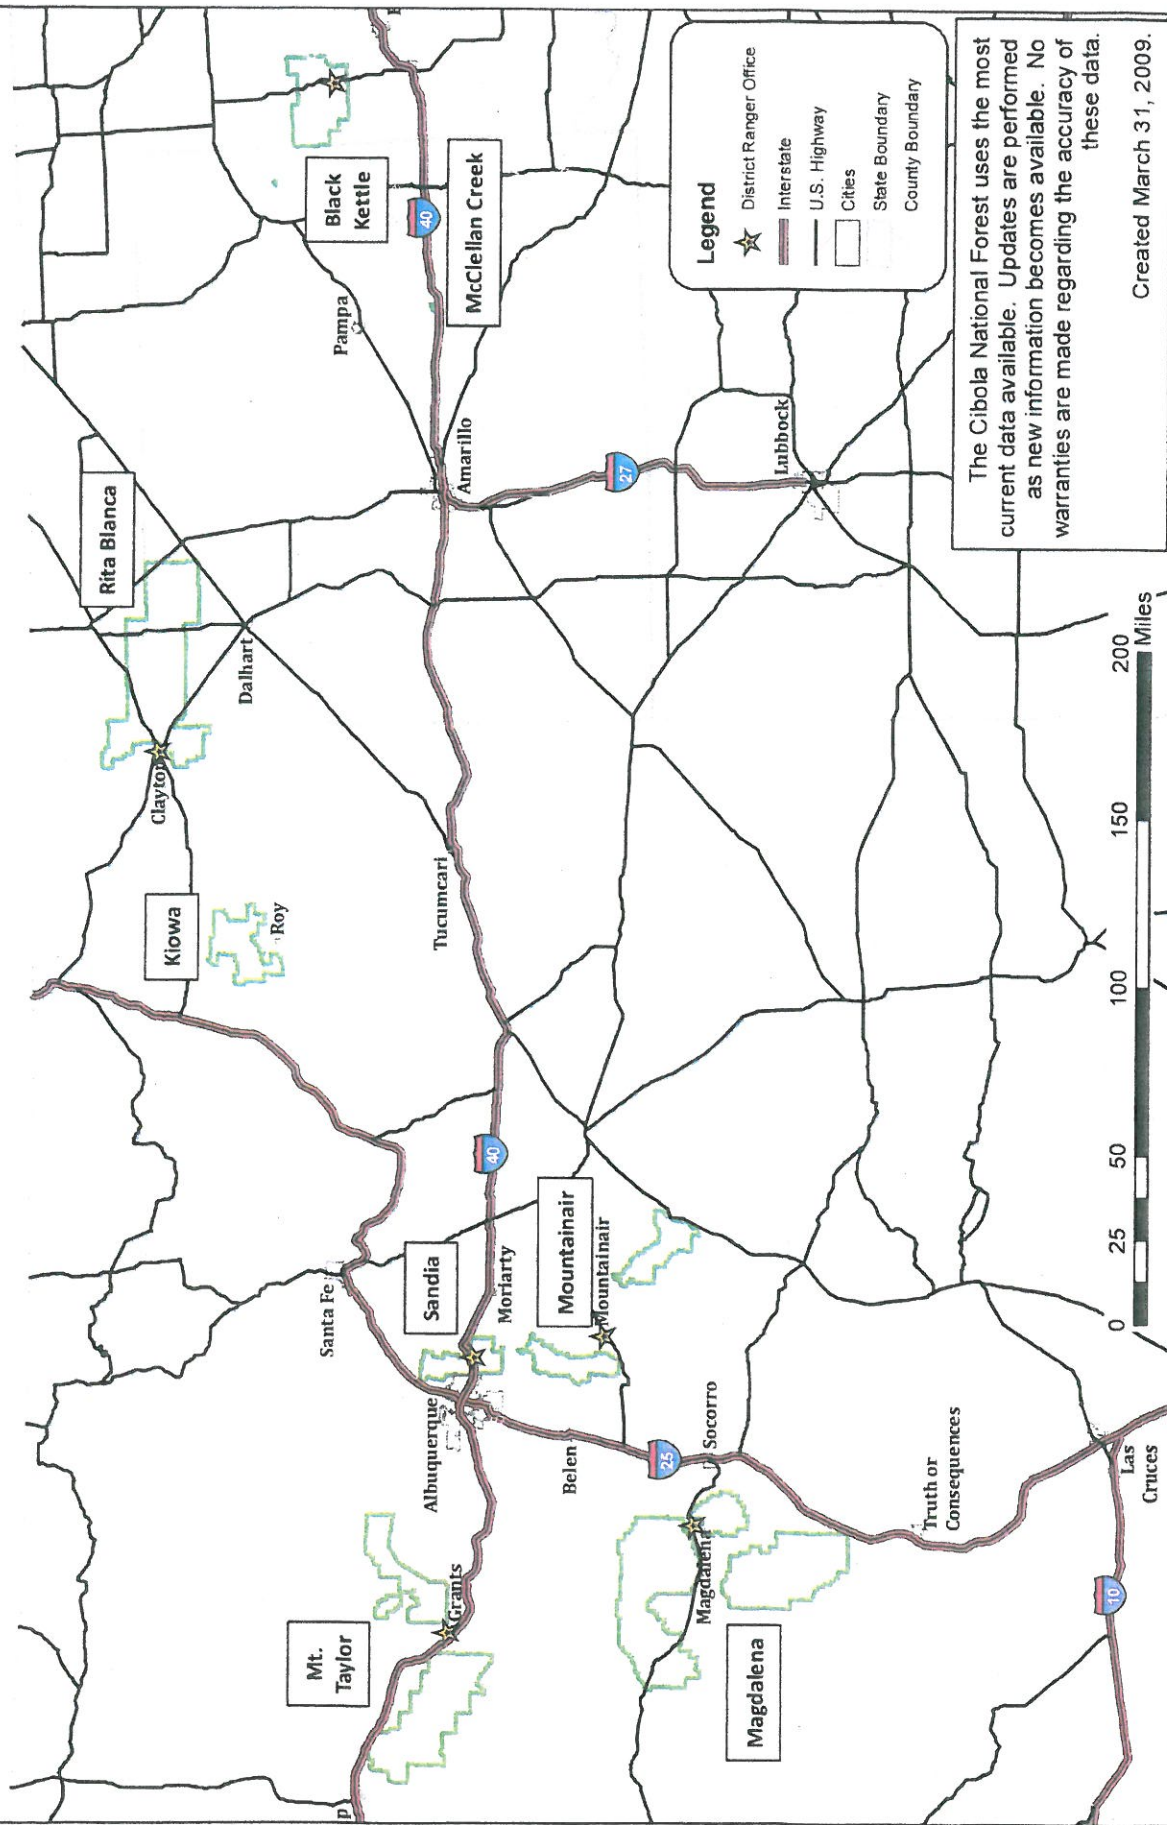 Black
Kettle
McClellan Creek
40
Pampa
Rita Blanca
Amarillo
27
Lubbock
Dalhart
Clayton
Kiowa
Roy
Tucumcari
40
Santa Fe
Sandia
Moriarty
Mountainair
Mountainair
Albuquerque
Belen
25
Socorro
Mt.
Taylor
Grants
Magdalena
Magdalena
Truth or
Consequences
Las
Cruces
10
p
Legend
District Ranger Office
Interstate
U.S. Highway
Cities
State Boundary
County Boundary
The Cibola National Forest uses the most
current data available. Updates are performed
as new information becomes available. No
warranties are made regarding the accuracy of
these data.
Created March 31, 2009.
0 25 50 100 150 200
Miles